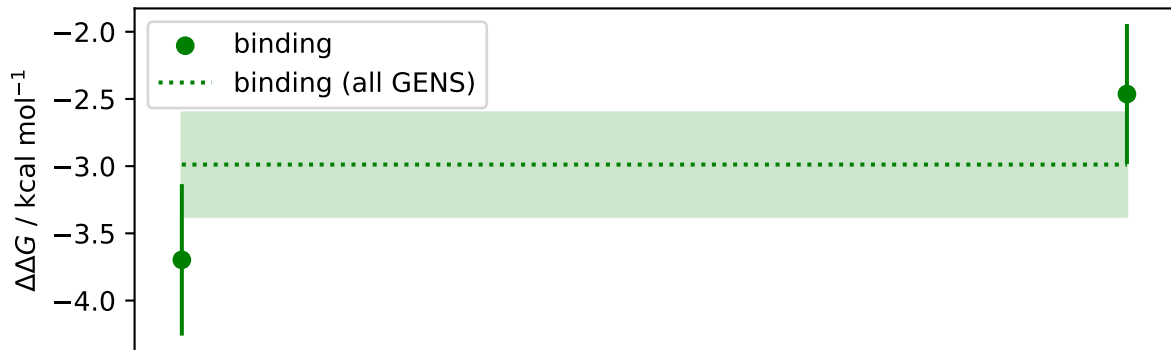 −2.0
−2.5
−3.0
−3.5
−4.0
ΔΔG / kcal mol⁻¹
binding
binding (all GENS)